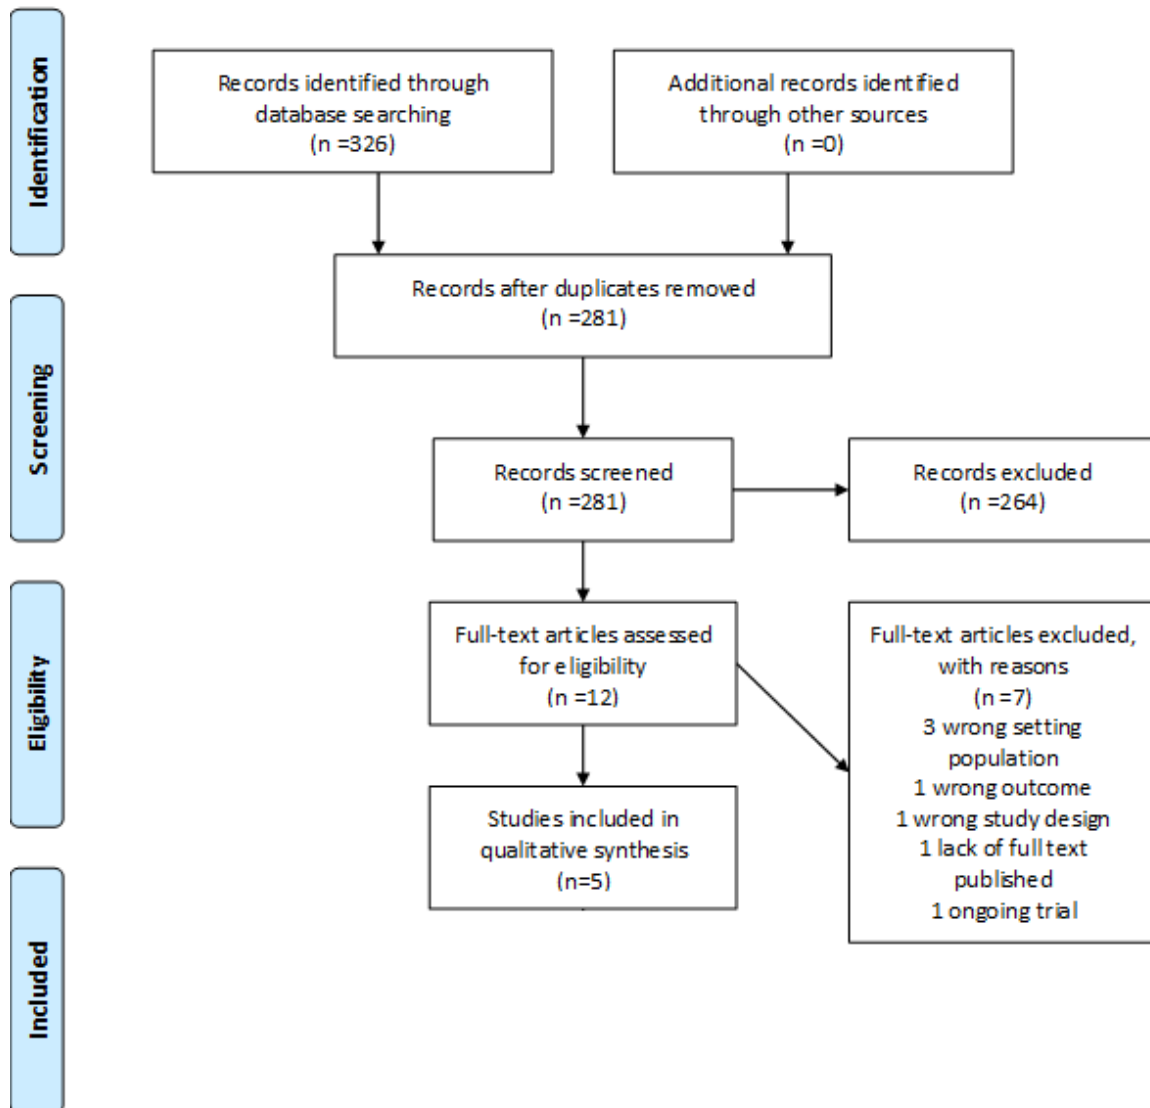 Identification
Records identified through
database searching
(n =326)
Additional records identified
through other sources
(n =0)
Records after duplicates removed
(n =281)
Screening
Records screened
(n =281)
Records excluded
(n =264)
Eligibility
Full-text articles assessed
for eligibility
(n =12)
Full-text articles excluded,
with reasons
(n =7)
3 wrong setting
population
1 wrong outcome
1 wrong study design
1 lack of full text
published
1 ongoing trial
Studies included in
qualitative synthesis
(n=5)
Included